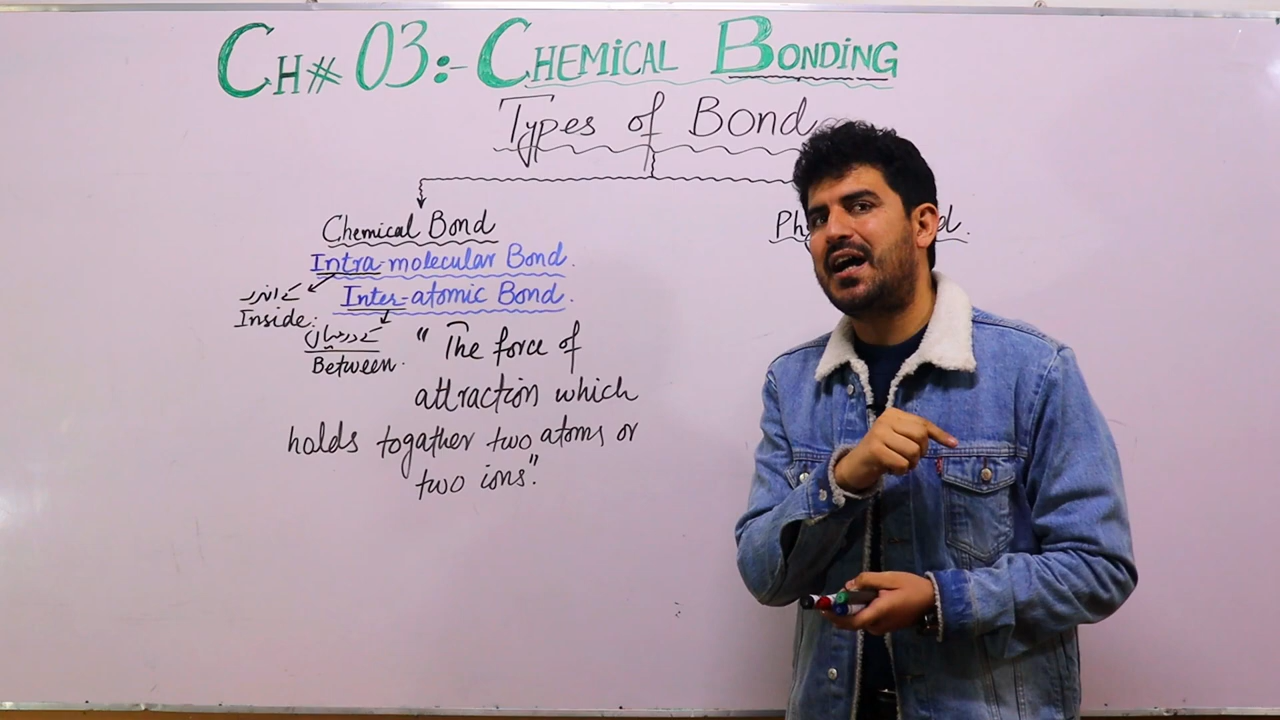 CH# 03:- CHEMICAL BONDING
Types of Bond
Chemical Bond
Intra-molecular Bond.
Inter-atomic Bond.
کے اندر
Inside:
کے درمیان
Between.
" The force of
attraction which
holds togather two atoms or
two ions."